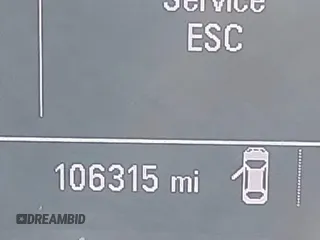 Service
ESC
106315 mi
DREAMBID